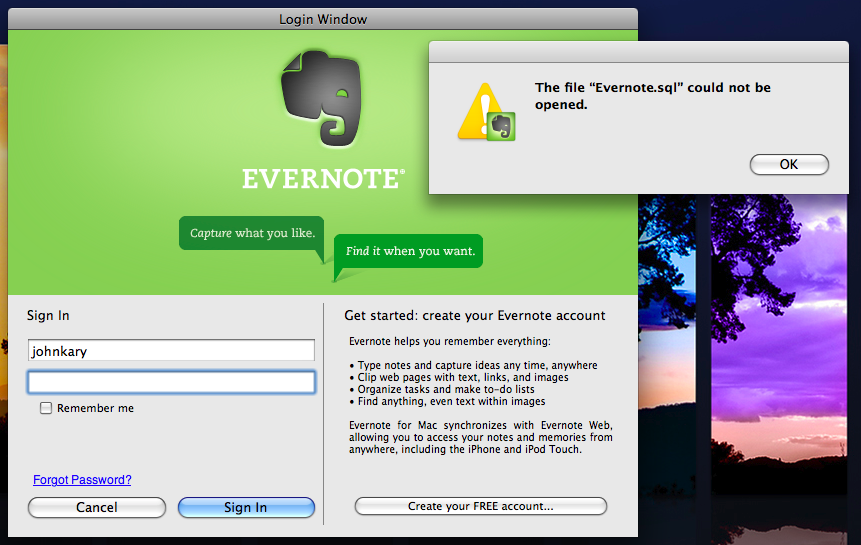 Login Window
EVERNOTE®
Capture what you like.
Find it when you want.
The file “Evernote.sql” could not be
opened.
OK
Sign In
johnkary
Remember me
Forgot Password?
Cancel
Sign In
Get started: create your Evernote account
Evernote helps you remember everything:
• Type notes and capture ideas any time, anywhere
• Clip web pages with text, links, and images
• Organize tasks and make to-do lists
• Find anything, even text within images
Evernote for Mac synchronizes with Evernote Web,
allowing you to access your notes and memories from
anywhere, including the iPhone and iPod Touch.
Create your FREE account...